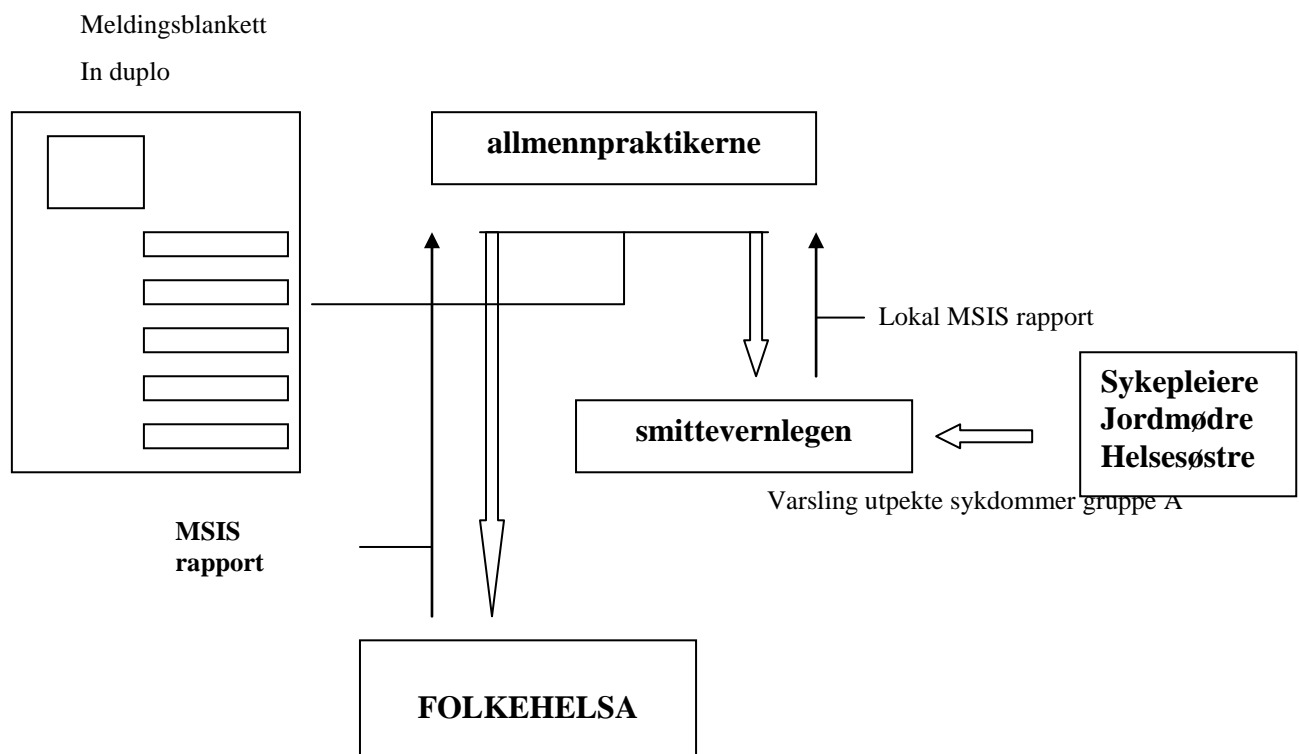 Meldingsblankett
In duplo
allmennpraktikerne
Lokal MSIS rapport
Sykepleiere
Jordmødre
Helsesøstre
smittevernlegen
Varsling utpekte sykdommer gruppe A
MSIS
rapport
FOLKEHELSA